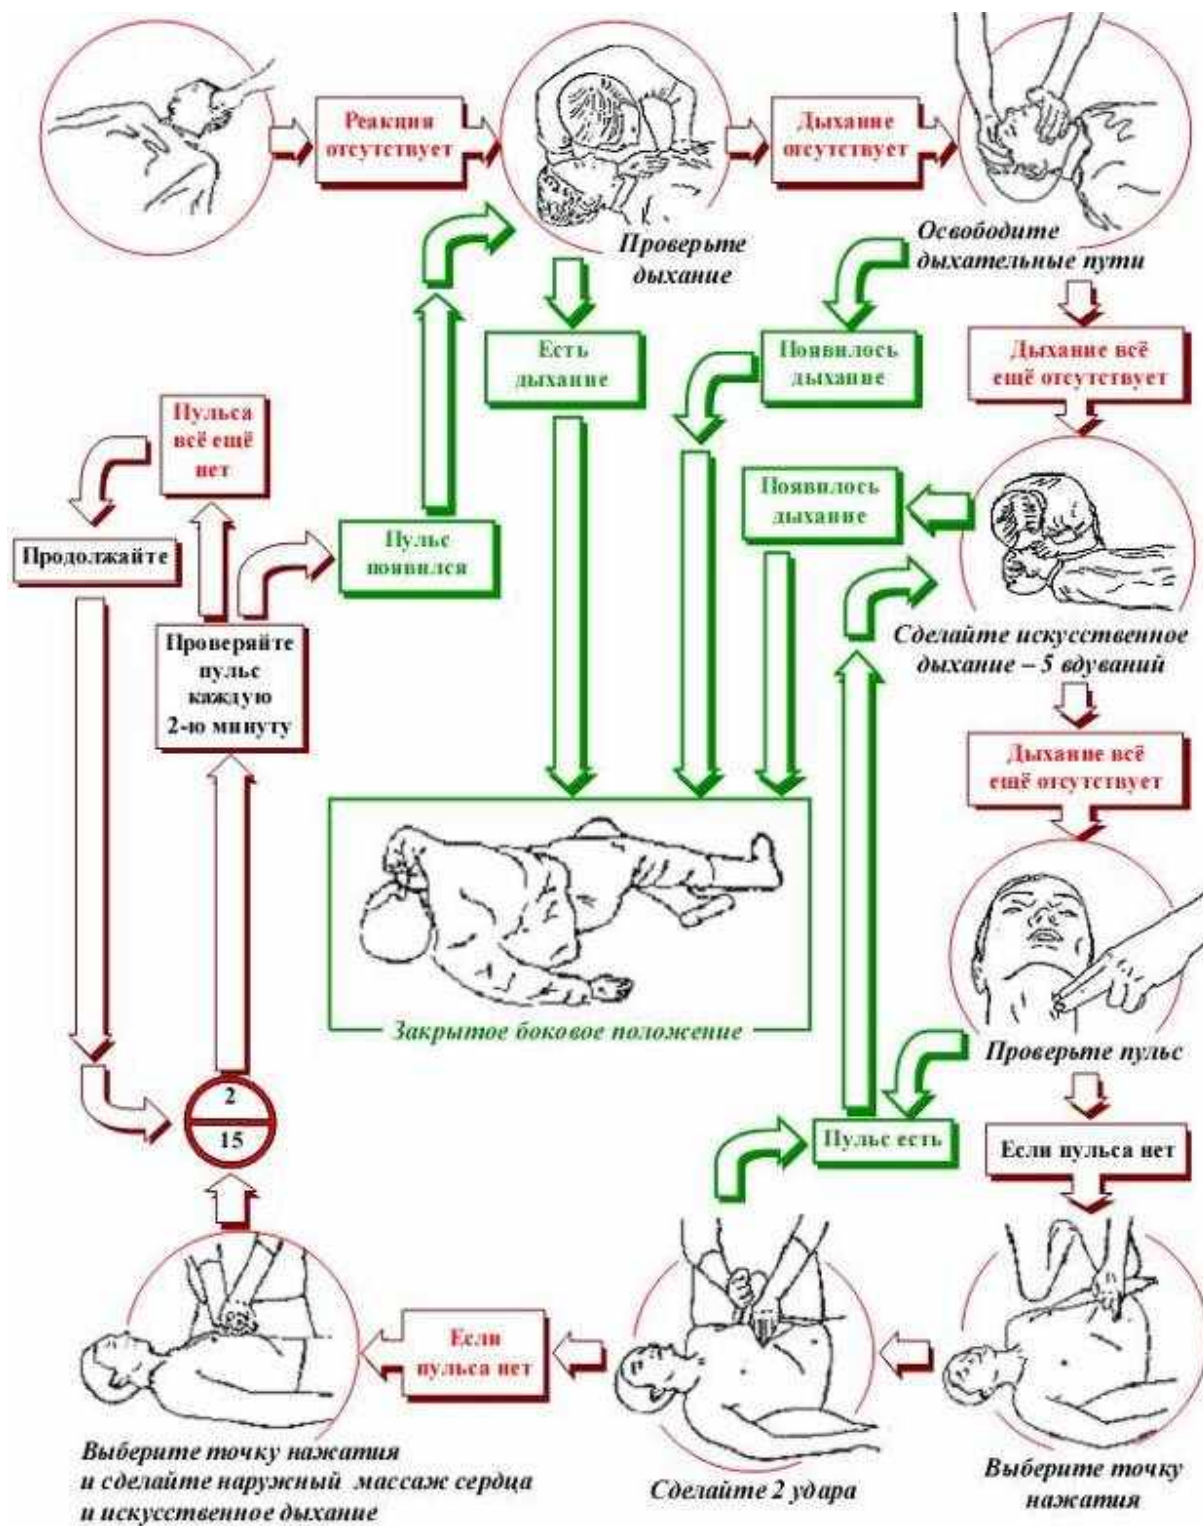 Реакция
отсутствует
Дыхание
отсутствует
Проверьте
дыхание
Освободите
дыхательные пути
Есть
дыхание
Появилось
дыхание
Дыхание всё
ещё отсутствует
Пульса
всё ещё
нет
Появилось
дыхание
Продолжайте
Пульс
появился
Проверяйте
пульс
каждую
2-ю минуту
Сделайте искусственное
дыхание – 5 вдуваний
Дыхание всё
ещё отсутствует
Закрытое боковое положение
Проверьте пульс
2
15
Пульс есть
Если пульса нет
Если
пульса нет
Выберите точку нажатия
и сделайте наружный массаж сердца
и искусственное дыхание
Сделайте 2 удара
Выберите точку
нажатия